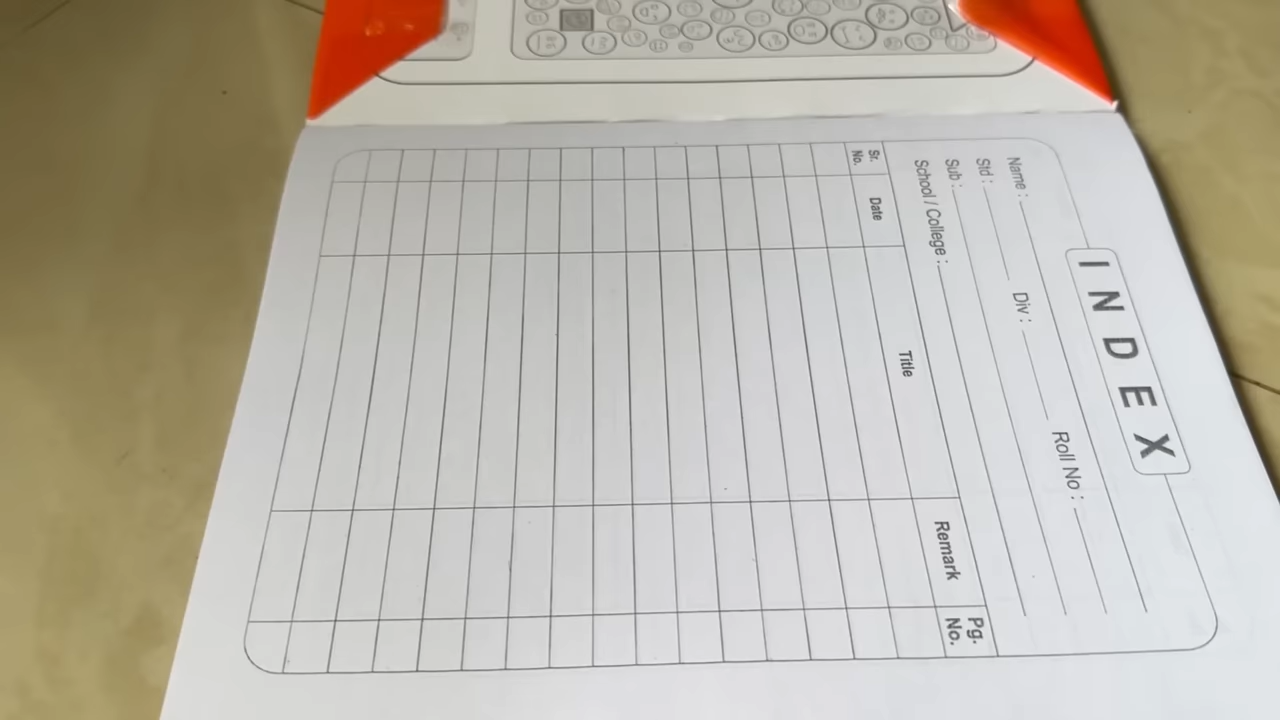 INDEX
Name :
Std : Div : Roll No :
Sub :
School / College :
Sr. No. Date Title Remark Pg. No.